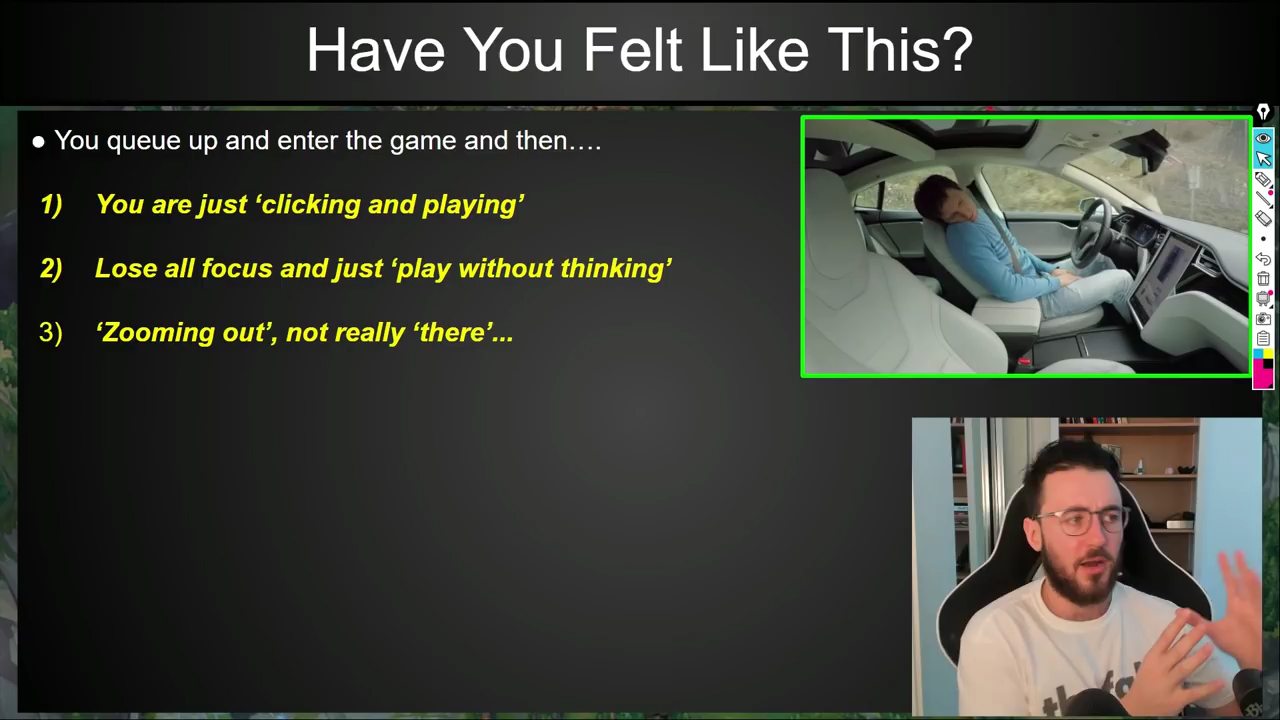 Have You Felt Like This?
● You queue up and enter the game and then….
1) You are just ‘clicking and playing’
2) Lose all focus and just ‘play without thinking’
3) ‘Zooming out’, not really ‘there’...